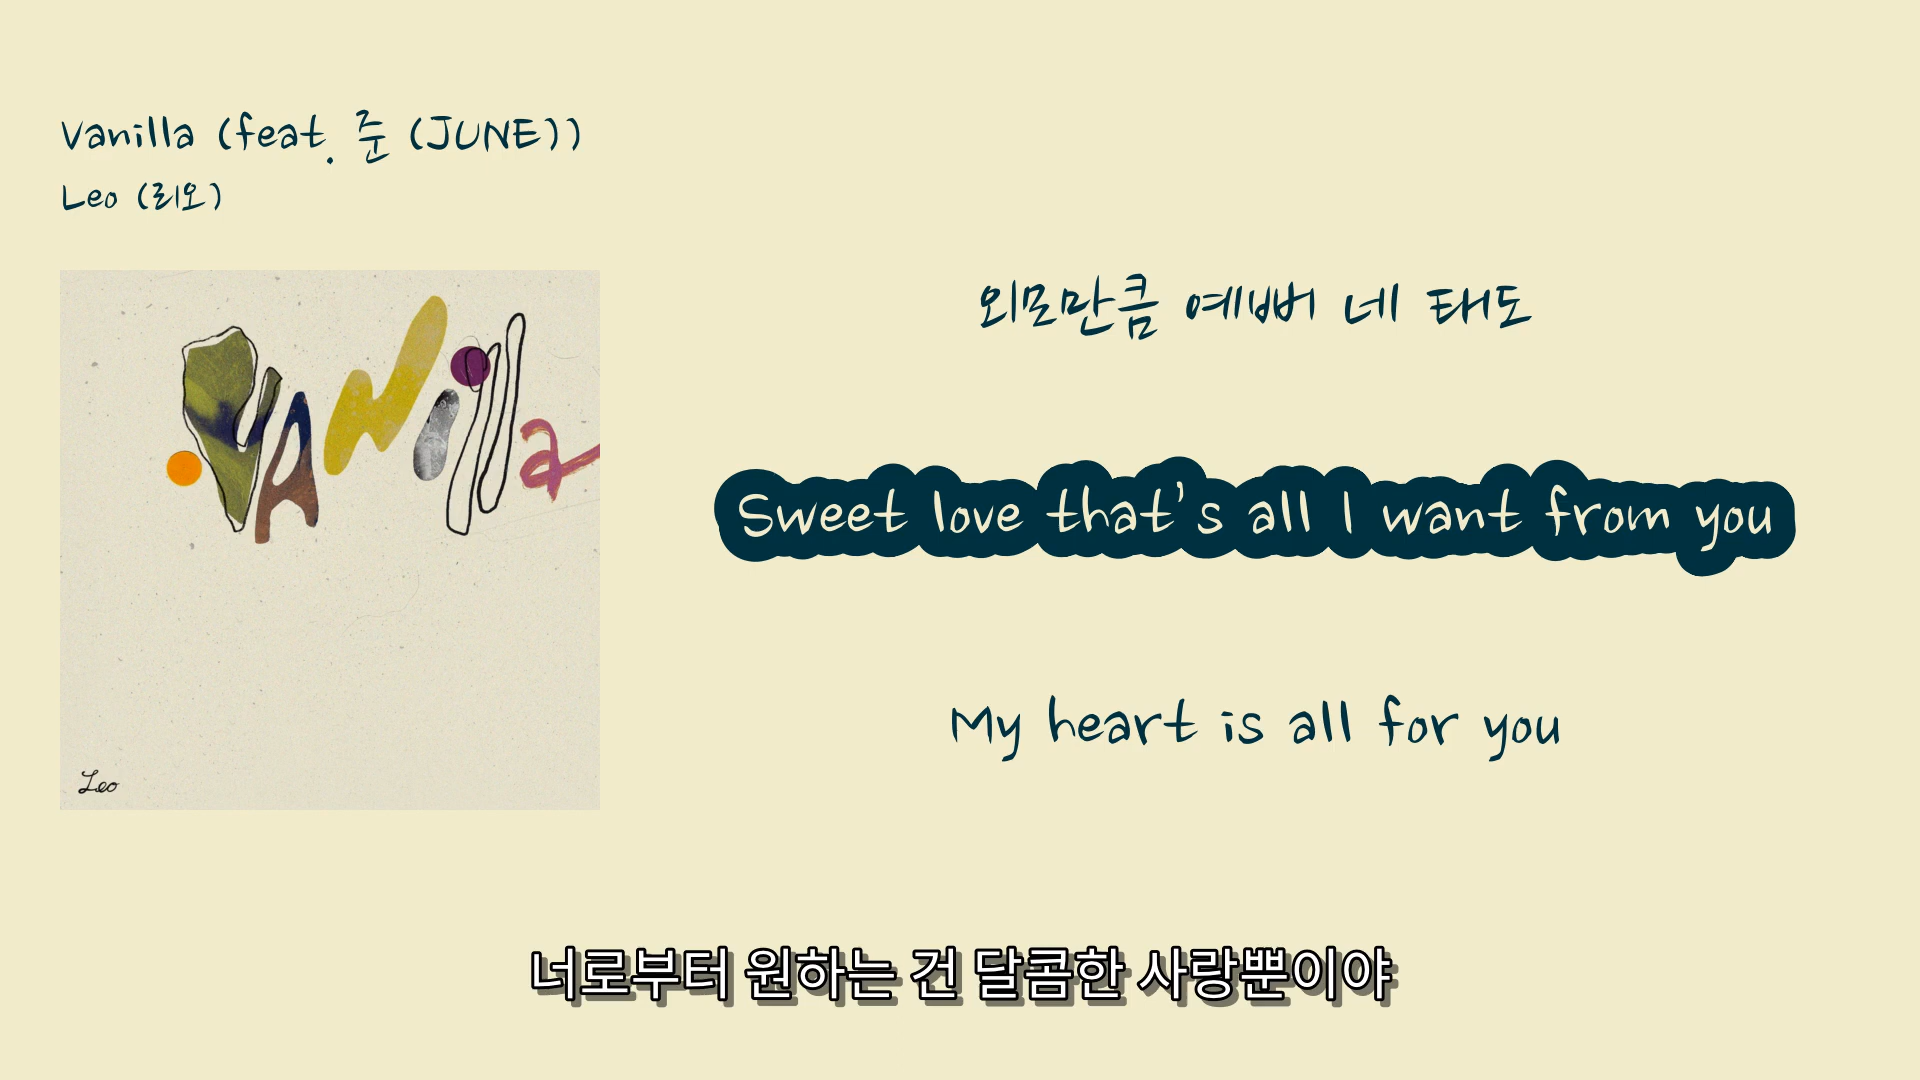 Vanilla (feat. 준 (JUNE))
Leo (리오)
VANilla
Leo
외모만큼 예뻐 네 태도
Sweet love that's all I want from you
My heart is all for you
너로부터 원하는 건 달콤한 사랑뿐이야